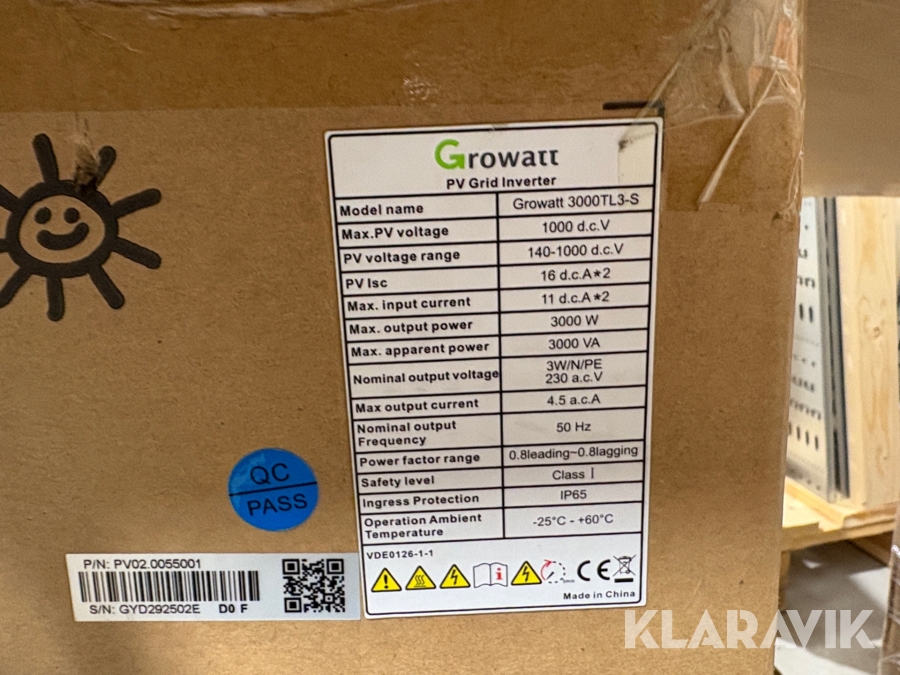 Growatt
PV Grid Inverter
Model name Growatt 3000TL3-S
Max.PV voltage 1000 d.c.V
PV voltage range 140-1000 d.c.V
PV Isc 16 d.c.A*2
Max. input current 11 d.c.A*2
Max. output power 3000 W
Max. apparent power 3000 VA
Nominal output voltage 3W/N/PE
230 a.c.V
Max output current 4.5 a.c.A
Nominal output
Frequency 50 Hz
Power factor range 0.8leading~0.8lagging
Safety level Class I
Ingress Protection IP65
Operation Ambient
Temperature -25°C - +60°C
VDE0126-1-1
CE
Made in China
QC
PASS
P/N: PV02.0055001
S/N: GYD292502E D0 F
KLARAVIK